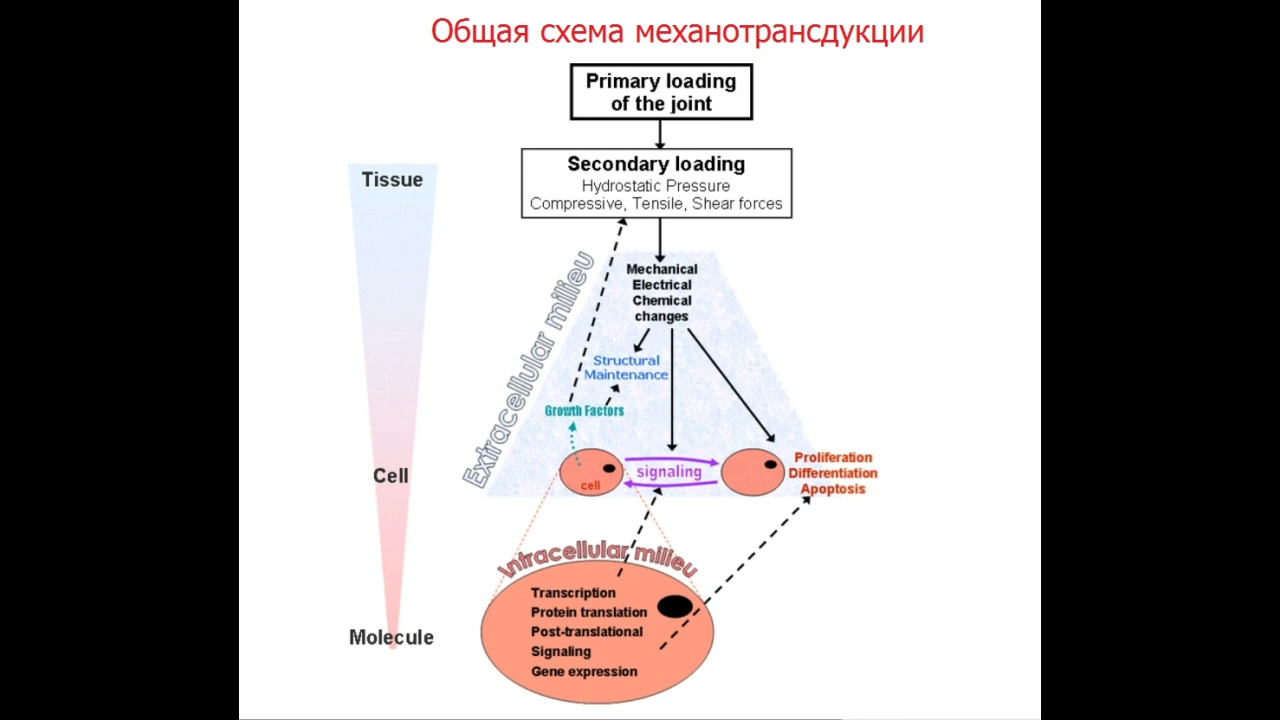 Общая схема механотрансдукции
Primary loading
of the joint
Secondary loading
Hydrostatic Pressure
Compressive, Tensile, Shear forces
Tissue
Extracellular milieu
Mechanical
Electrical
Chemical
changes
Structural
Maintenance
Growth Factors
Cell
cell
signaling
Proliferation
Differentiation
Apoptosis
Intracellular milieu
Transcription
Protein translation
Post-translational
Signaling
Gene expression
Molecule